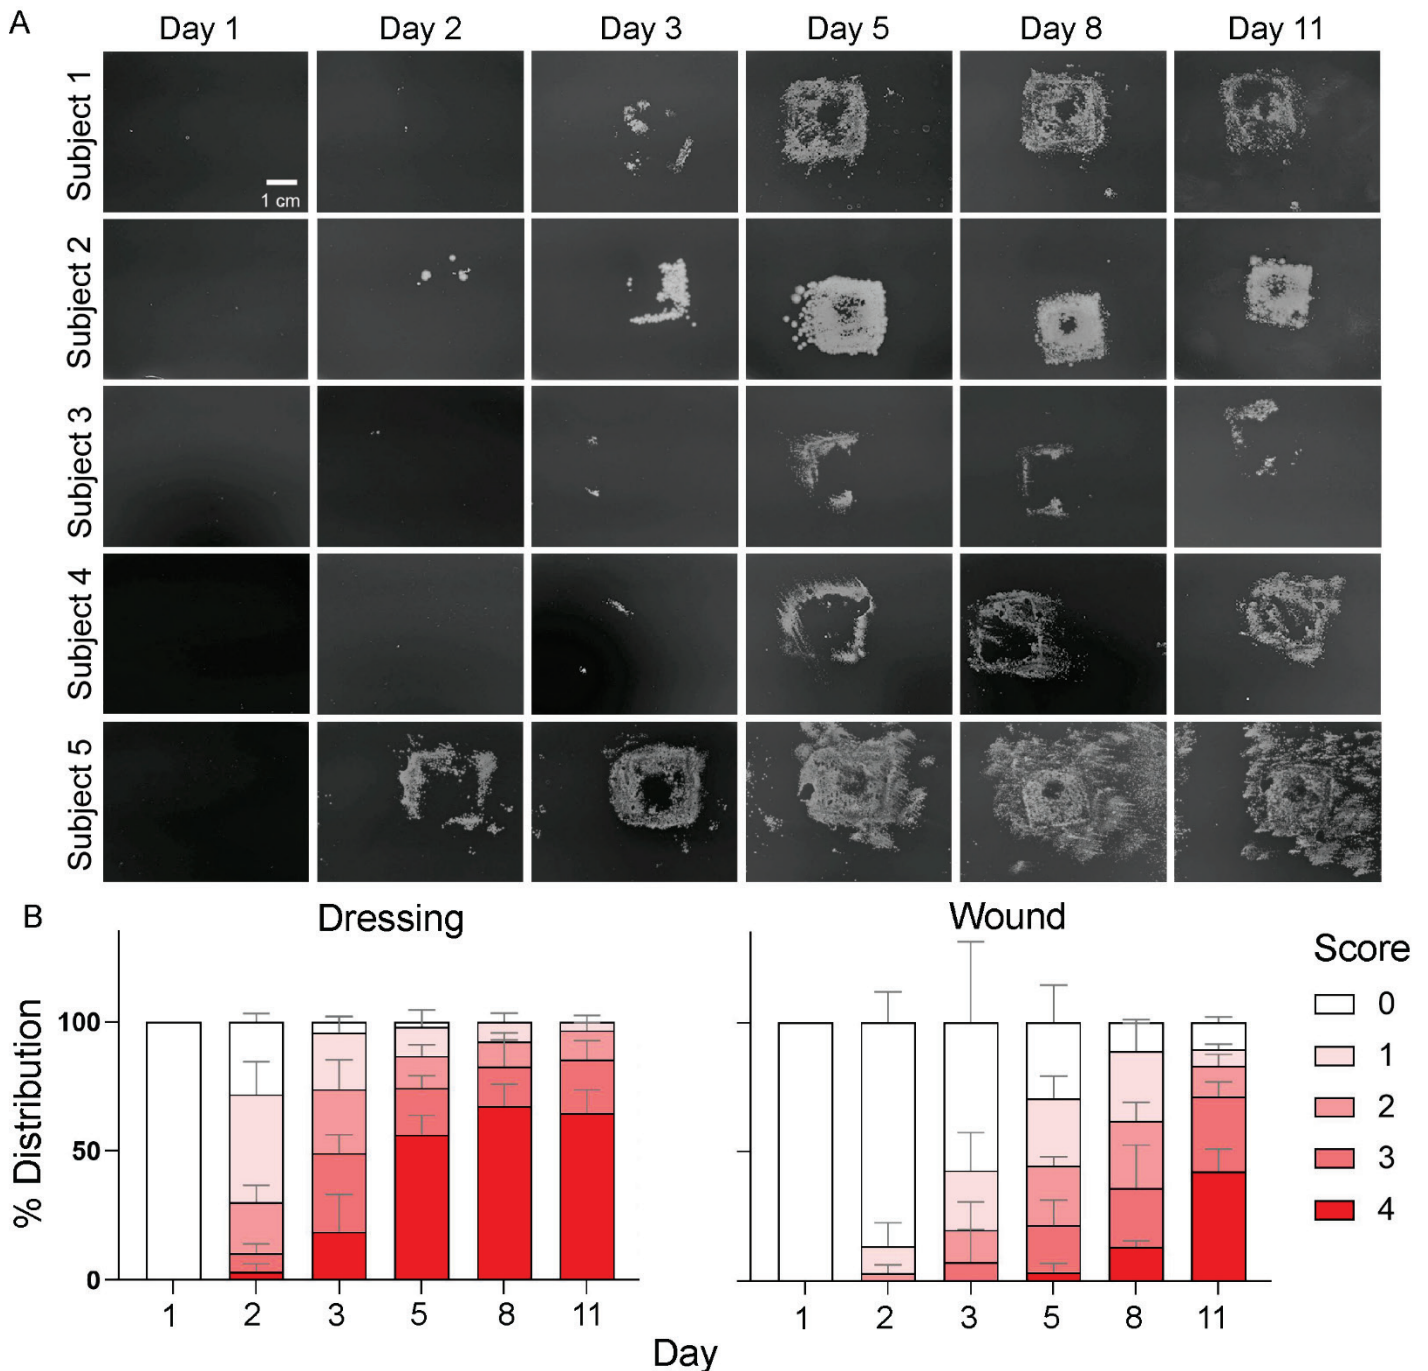 A
Day 1 Day 2 Day 3 Day 5 Day 8 Day 11
Subject 1
1 cm
Subject 2
Subject 3
Subject 4
Subject 5
B
Dressing Wound
Score
0
1
2
3
4
% Distribution
100
50
0
1 2 3 5 8 11 1 2 3 5 8 11
Day